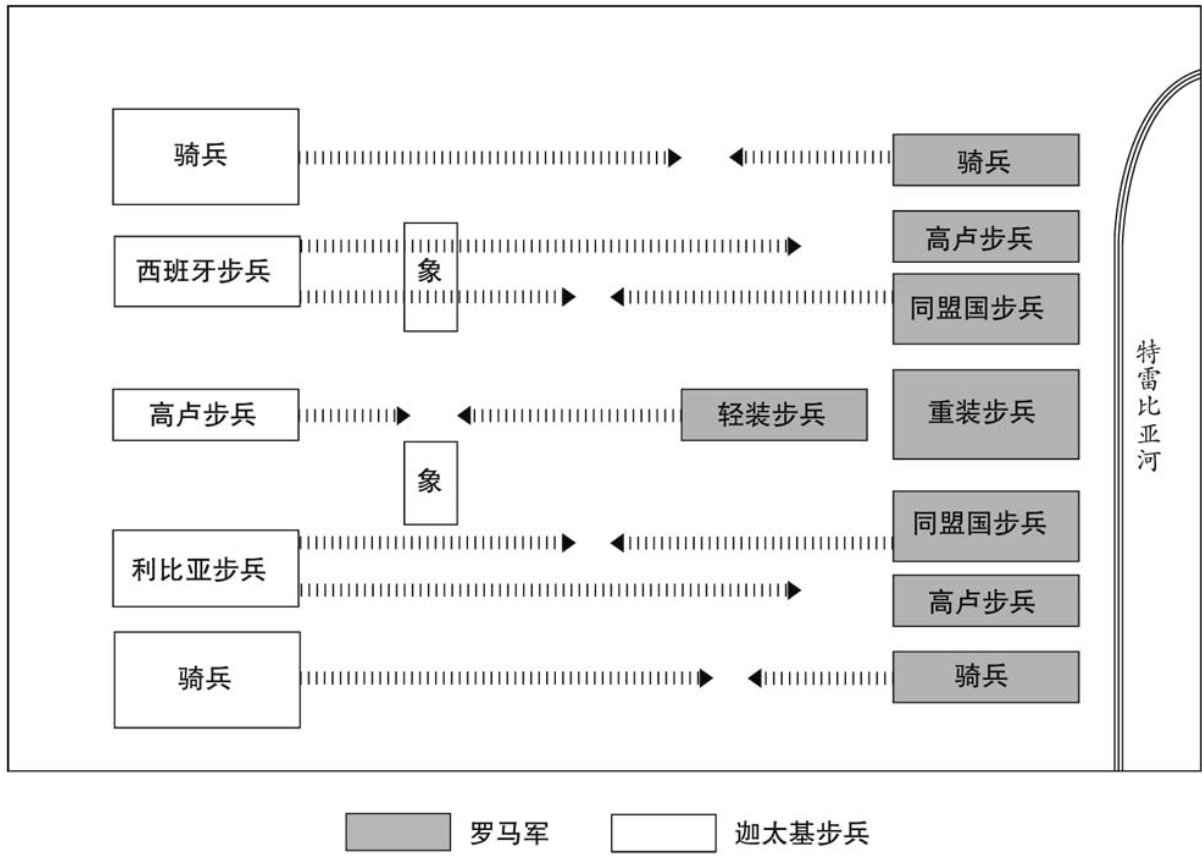 骑兵
骑兵
高卢步兵
西班牙步兵
象
同盟国步兵
高卢步兵
轻装步兵
重装步兵
特雷比亚河
象
同盟国步兵
利比亚步兵
高卢步兵
骑兵
骑兵
罗马军
迦太基步兵